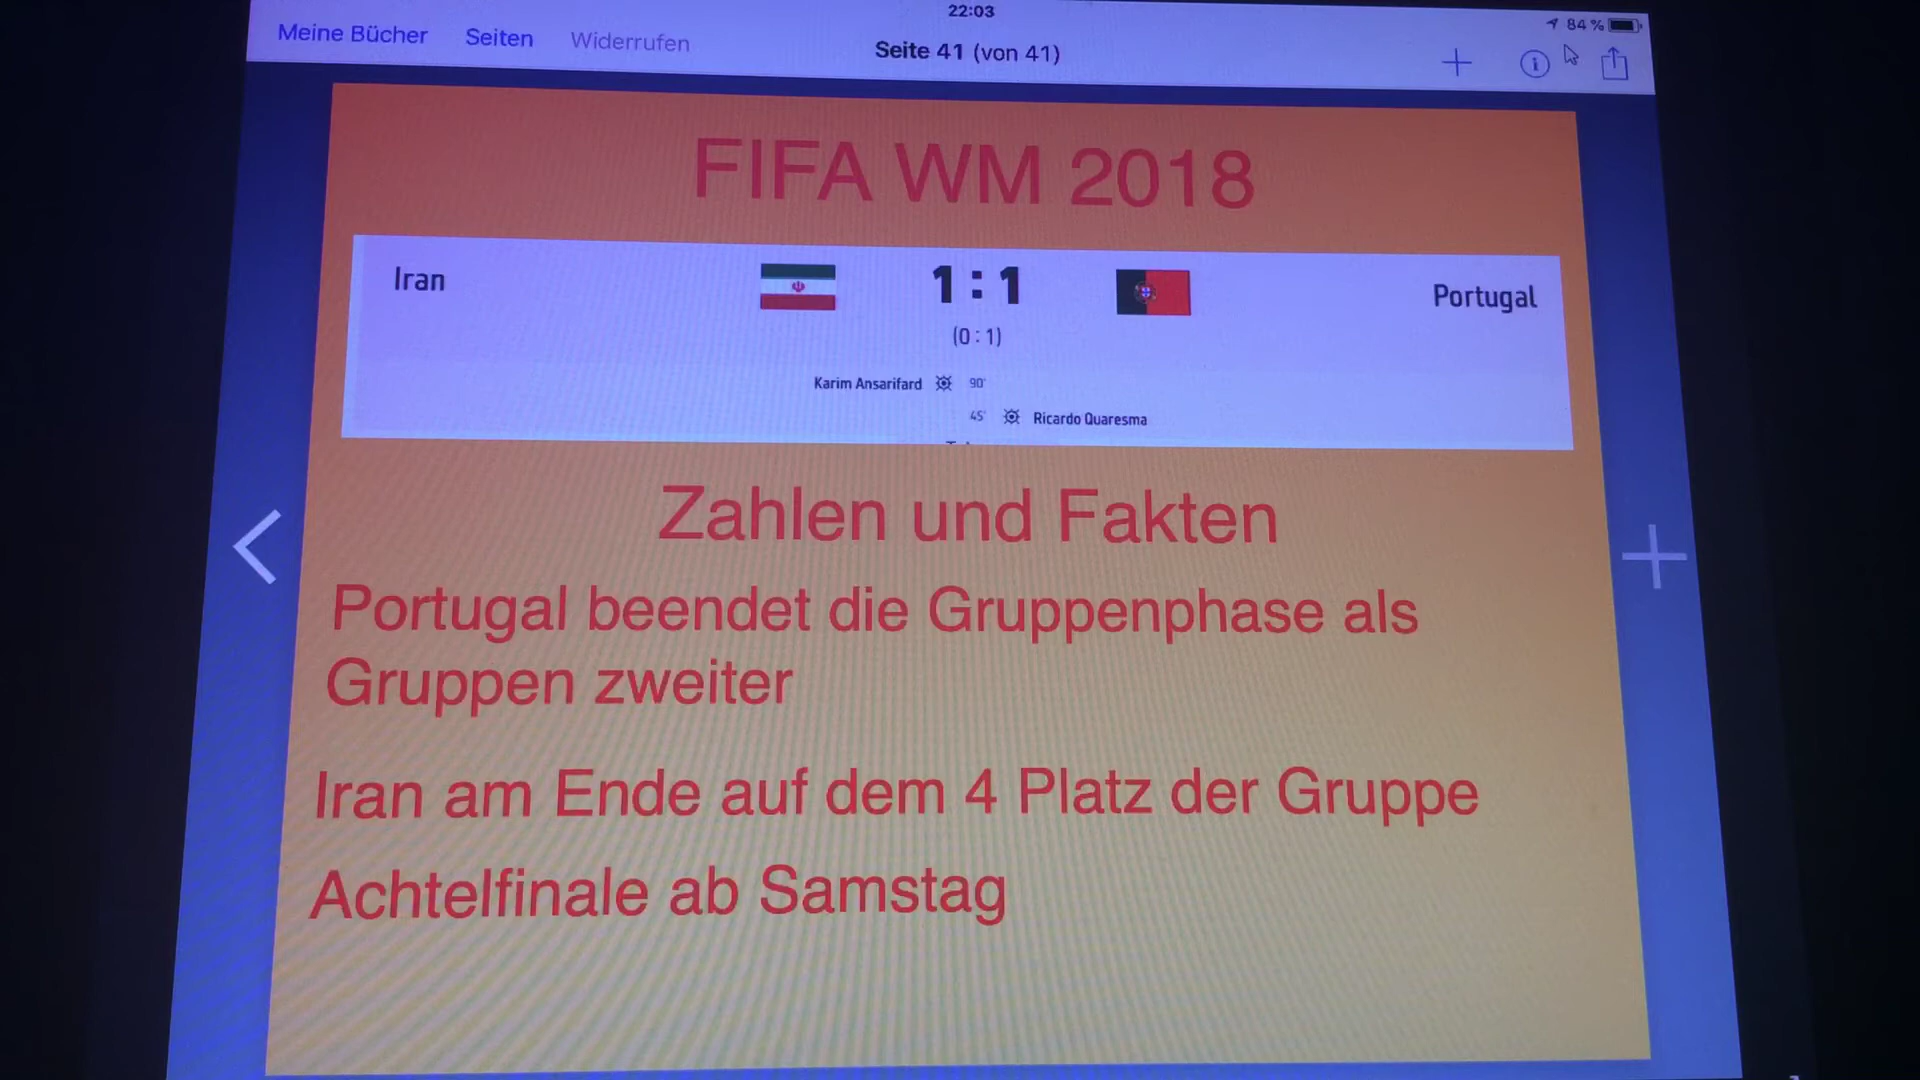 22:03
84 %
Meine Bücher Seiten Widerrufen
Seite 41 (von 41)
FIFA WM 2018
Iran 1 : 1 Portugal
(0 : 1)
Karim Ansarifard 90'
45' Ricardo Quaresma
Zahlen und Fakten
Portugal beendet die Gruppenphase als
Gruppen zweiter
Iran am Ende auf dem 4 Platz der Gruppe
Achtelfinale ab Samstag